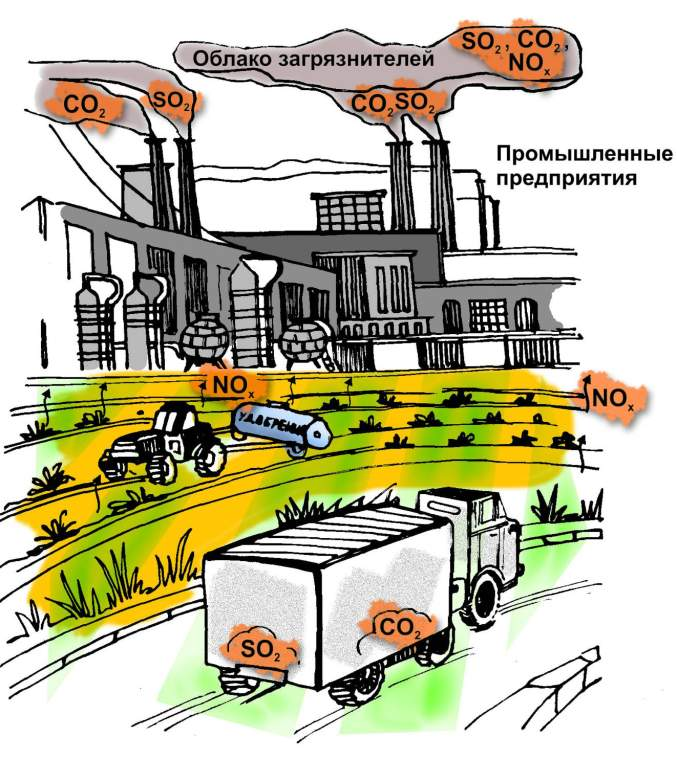 SO₂, CO₂,
NOₓ
Облако загрязнителей
CO₂
SO₂
CO₂
SO₂
Промышленные
предприятия
NOₓ
NOₓ
УДОБРЕНИЯ
CO₂
SO₂